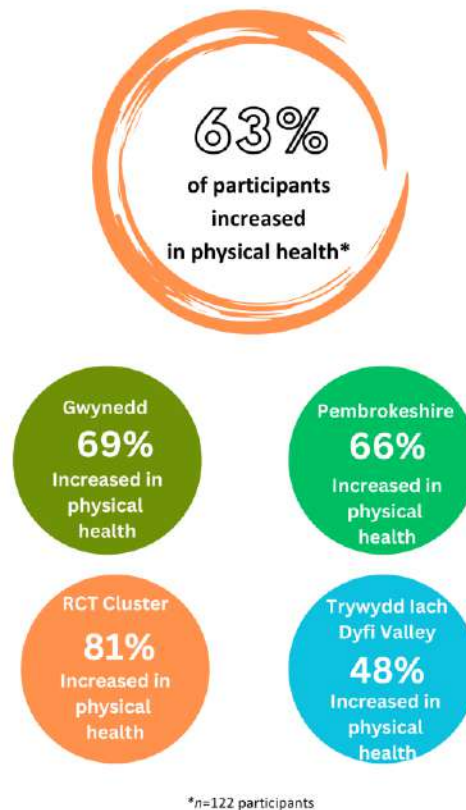 63%
of participants
increased
in physical health*
Gwynedd
69%
Increased in
physical
health
Pembrokeshire
66%
Increased in
physical
health
RCT Cluster
81%
Increased in
physical
health
Trywydd Iach
Dyfi Valley
48%
Increased in
physical
health
*n=122 participants